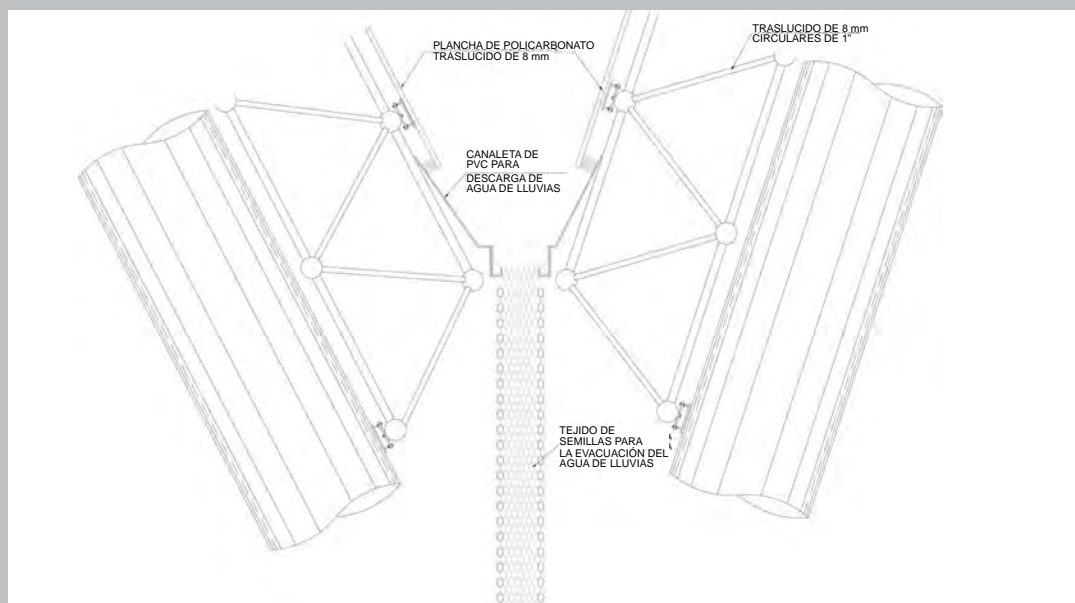 PLANCHA DE POLICARBONATO
TRASLUCIDO DE 8 mm
TRASLUCIDO DE 8 mm
CIRCULARES DE 1"
CANALETA DE
PVC PARA
DESCARGA DE
AGUA DE LLUVIAS
TEJIDO DE
SEMILLAS PARA
LA EVACUACIÓN DEL
AGUA DE LLUVIAS